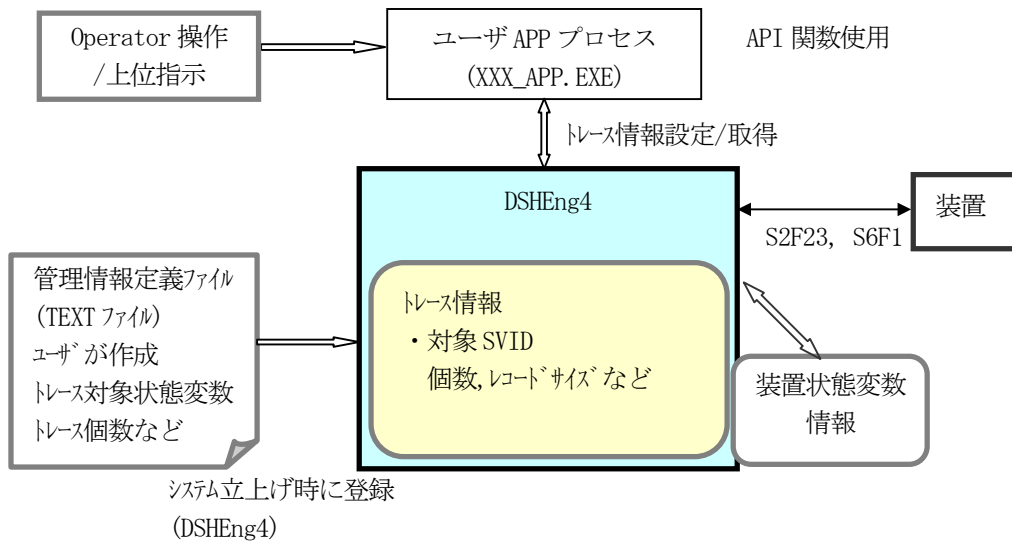 Operator 操作
/上位指示
ユーザ APP プロセス
(XXX_APP.EXE)
API 関数使用
ﾄﾚｰｽ情報設定/取得
DSHEng4
装置
S2F23, S6F1
管理情報定義ﾌｧｲﾙ
(TEXT ﾌｧｲﾙ)
ﾕｰｻﾞが作成
ﾄﾚｰｽ対象状態変数
ﾄﾚｰｽ個数など
ﾄﾚｰｽ情報
・対象 SVID
個数,ﾚｺｰﾄﾞｻｲｽﾞなど
装置状態変数
情報
ｼｽﾃﾑ立上げ時に登録
(DSHEng4)